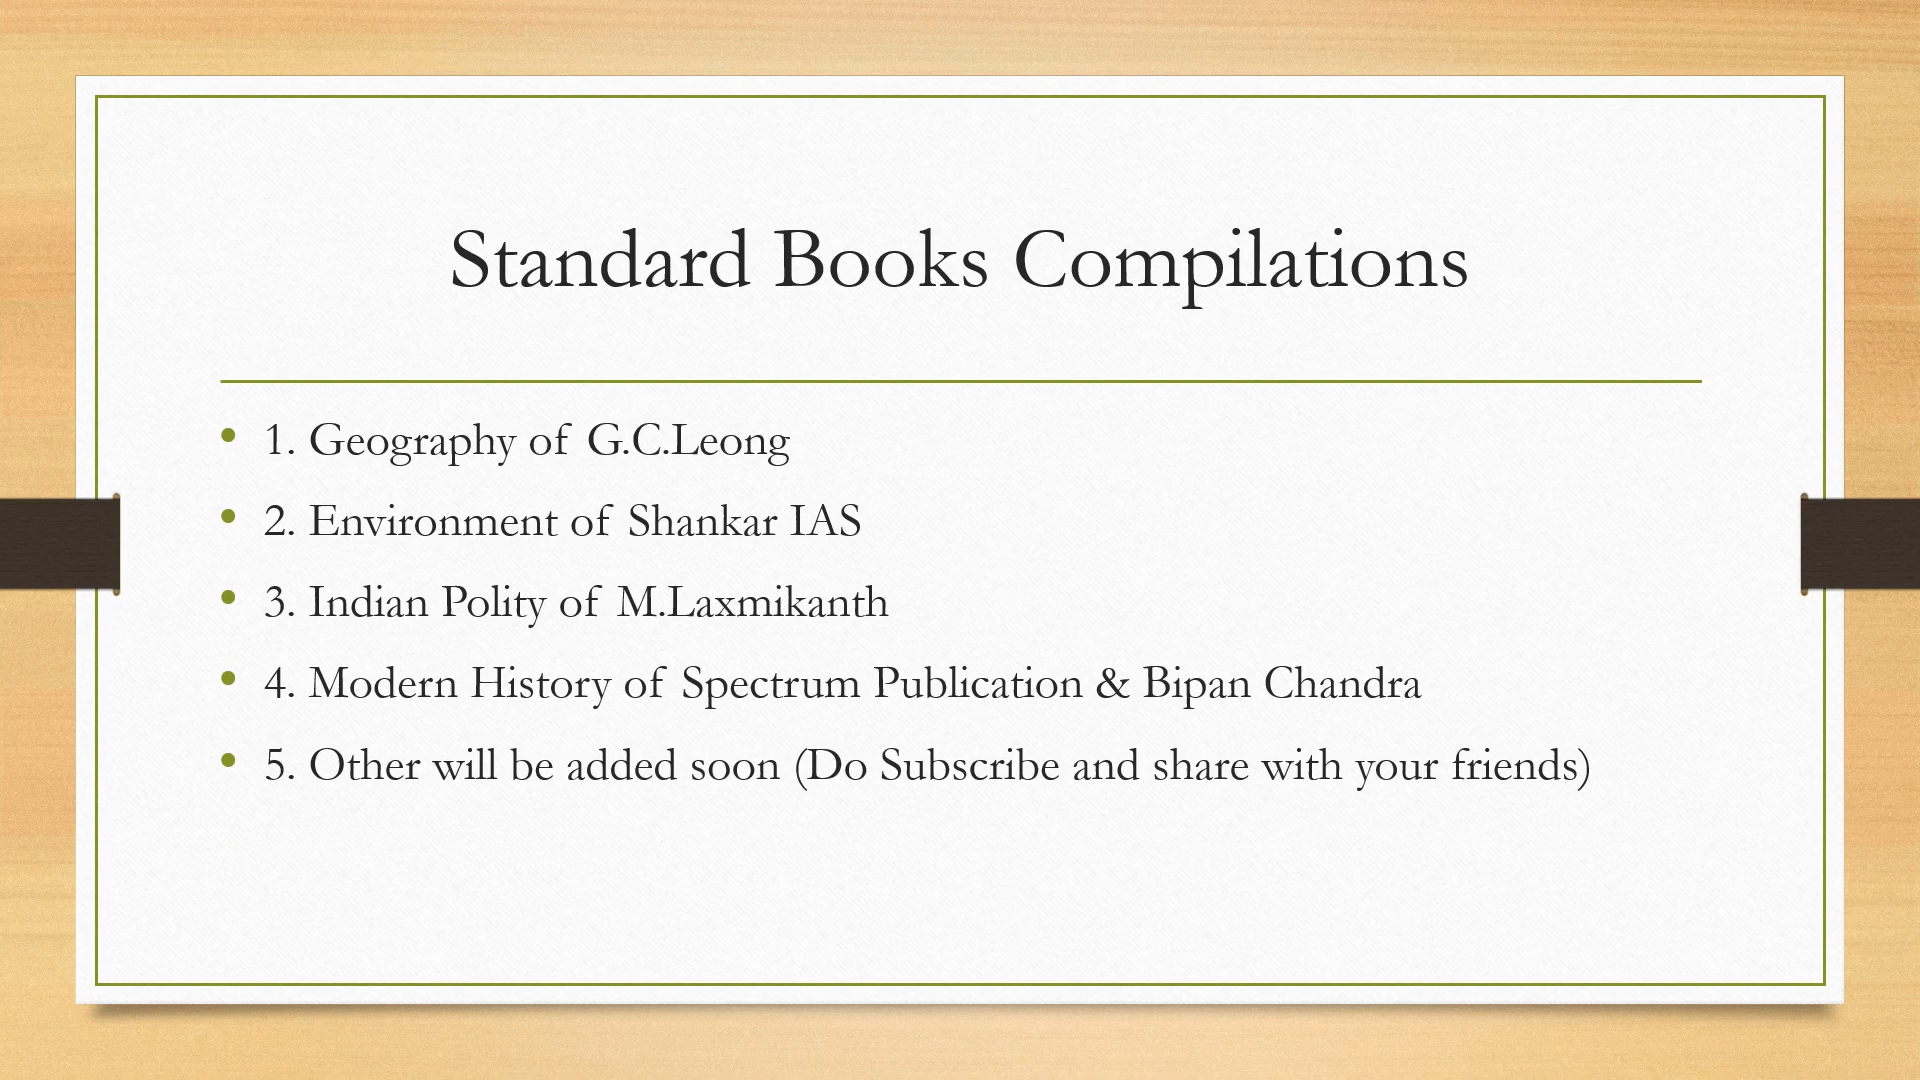 Standard Books Compilations
• 1. Geography of G.C.Leong
• 2. Environment of Shankar IAS
• 3. Indian Polity of M.Laxmikanth
• 4. Modern History of Spectrum Publication & Bipan Chandra
• 5. Other will be added soon (Do Subscribe and share with your friends)